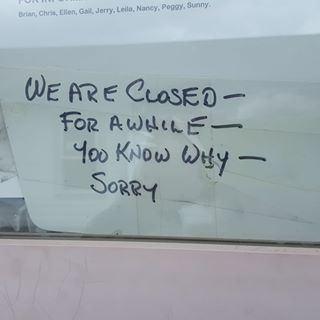 Brian, Chris, Ellen, Gail, Jerry, Leila, Nancy, Peggy, Sunny.
WE ARE CLOSED —
FOR AWHILE —
YOU KNOW WHY —
SORRY